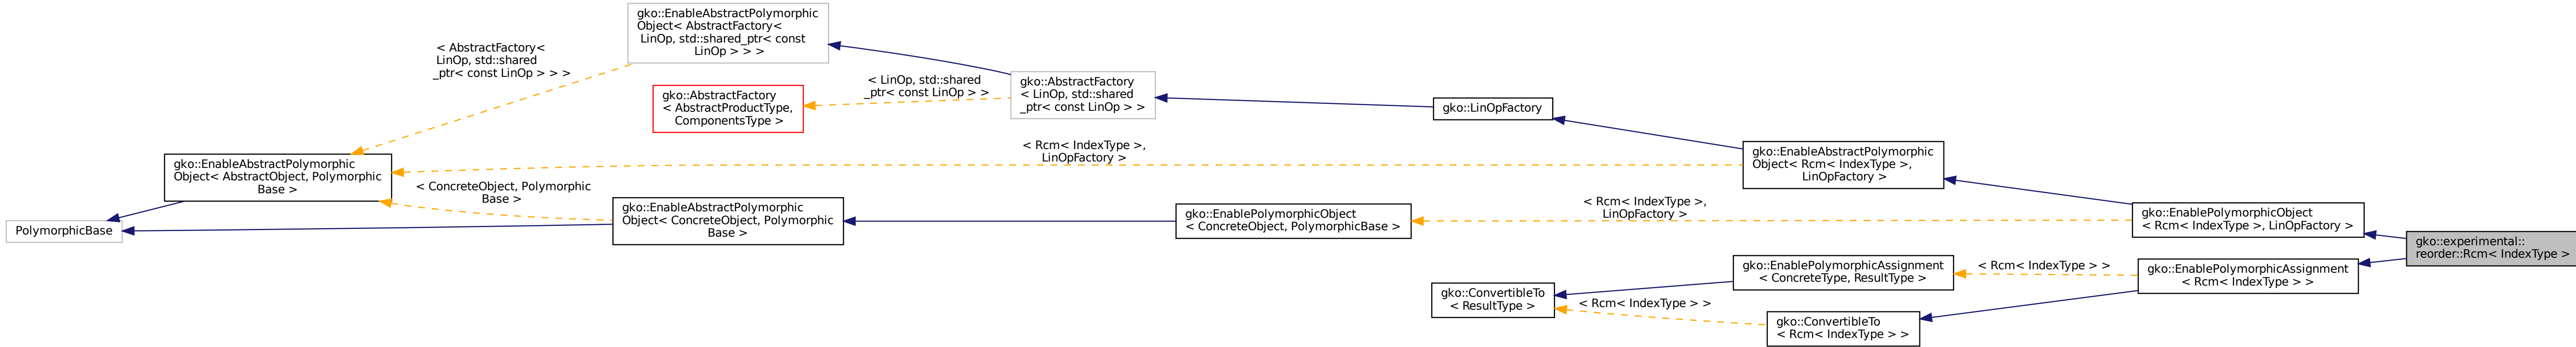 gko::EnableAbstractPolymorphic
Object< AbstractFactory<
LinOp, std::shared_ptr< const
LinOp > > >
< AbstractFactory<
LinOp, std::shared
_ptr< const LinOp > > >
gko::AbstractFactory
< AbstractProductType,
ComponentsType >
< LinOp, std::shared
_ptr< const LinOp > >
gko::AbstractFactory
< LinOp, std::shared
_ptr< const LinOp > >
gko::LinOpFactory
gko::EnableAbstractPolymorphic
Object< AbstractObject, Polymorphic
Base >
< Rcm< IndexType >,
LinOpFactory >
gko::EnableAbstractPolymorphic
Object< Rcm< IndexType >,
LinOpFactory >
< ConcreteObject, Polymorphic
Base >
PolymorphicBase
gko::EnableAbstractPolymorphic
Object< ConcreteObject, Polymorphic
Base >
gko::EnablePolymorphicObject
< ConcreteObject, PolymorphicBase >
< Rcm< IndexType >,
LinOpFactory >
gko::EnablePolymorphicObject
< Rcm< IndexType >, LinOpFactory >
gko::experimental::
reorder::Rcm< IndexType >
gko::EnablePolymorphicAssignment
< ConcreteType, ResultType >
< Rcm< IndexType > >
gko::EnablePolymorphicAssignment
< Rcm< IndexType > >
gko::ConvertibleTo
< ResultType >
< Rcm< IndexType > >
gko::ConvertibleTo
< Rcm< IndexType > >